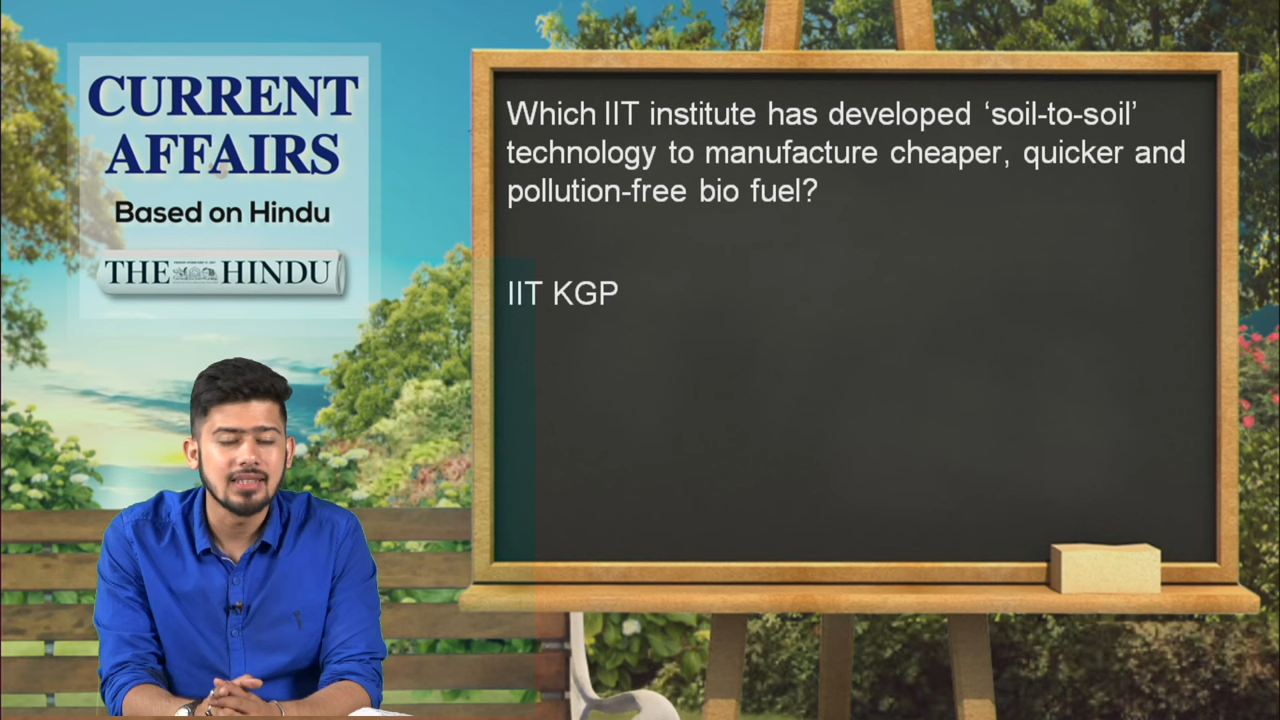 CURRENT
AFFAIRS
Based on Hindu
THE HINDU
Which IIT institute has developed ‘soil-to-soil’
technology to manufacture cheaper, quicker and
pollution-free bio fuel?
IIT KGP